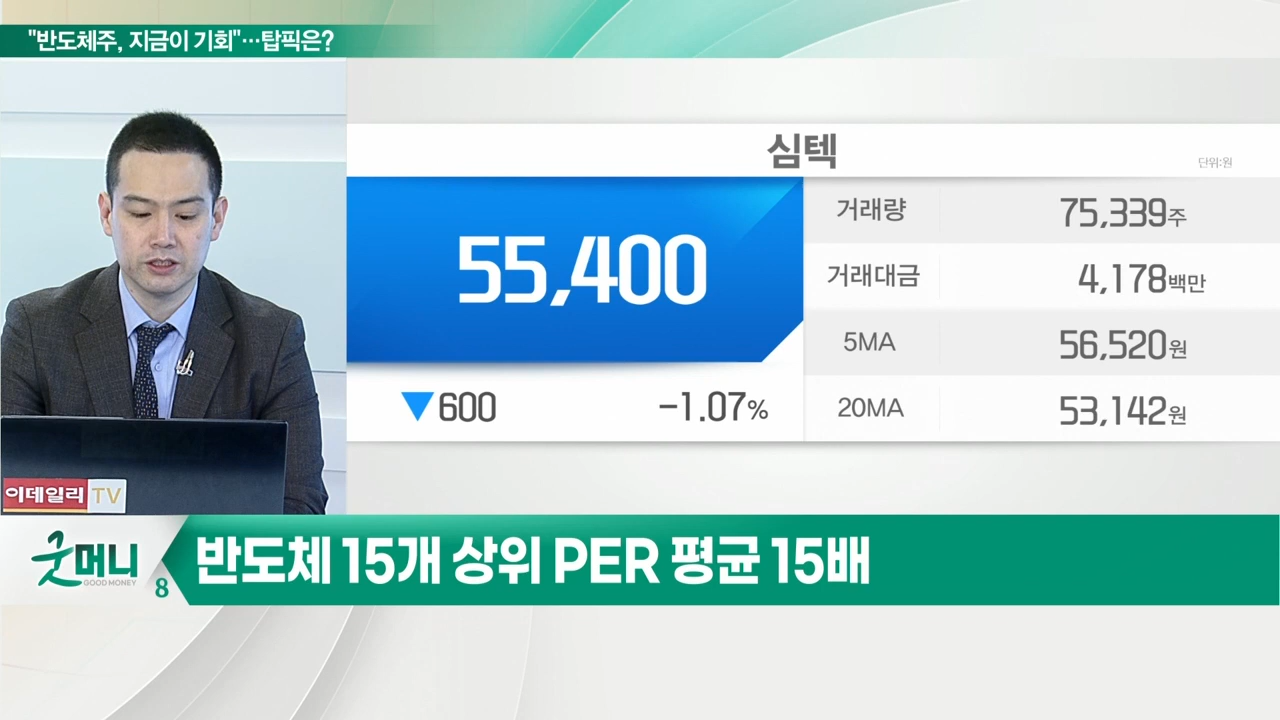 "반도체주, 지금이 기회"…탑픽은?
심텍
단위:원
55,400
▼600 -1.07%
거래량 75,339주
거래대금 4,178백만
5MA 56,520원
20MA 53,142원
이데일리 TV
굿머니
GOOD MONEY
8
반도체 15개 상위 PER 평균 15배